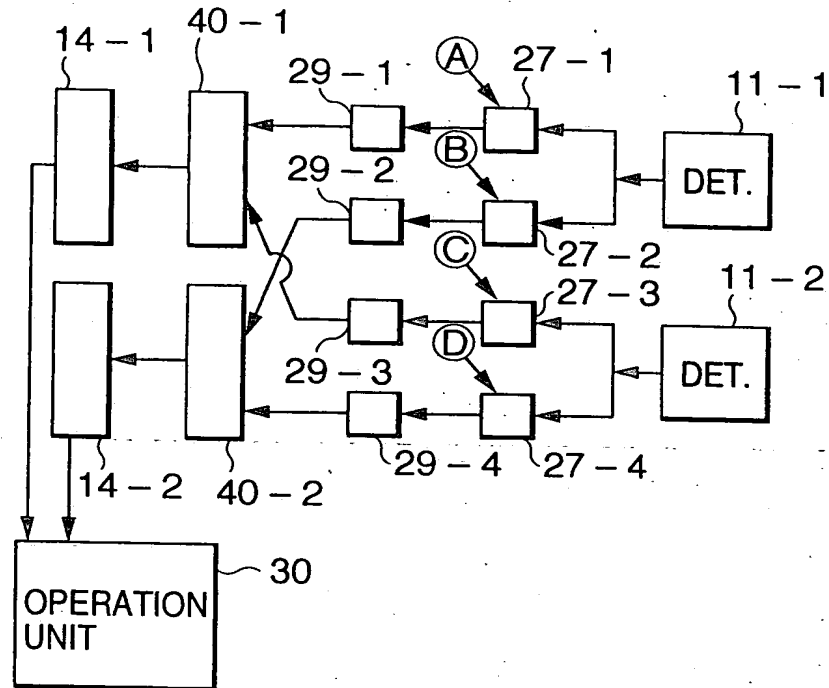 14-1
40-1
A
27-1
29-1
11-1
B
DET.
29-2
C
27-2
27-3
11-2
D
DET.
29-3
29-4
27-4
14-2
40-2
30
OPERATION
UNIT